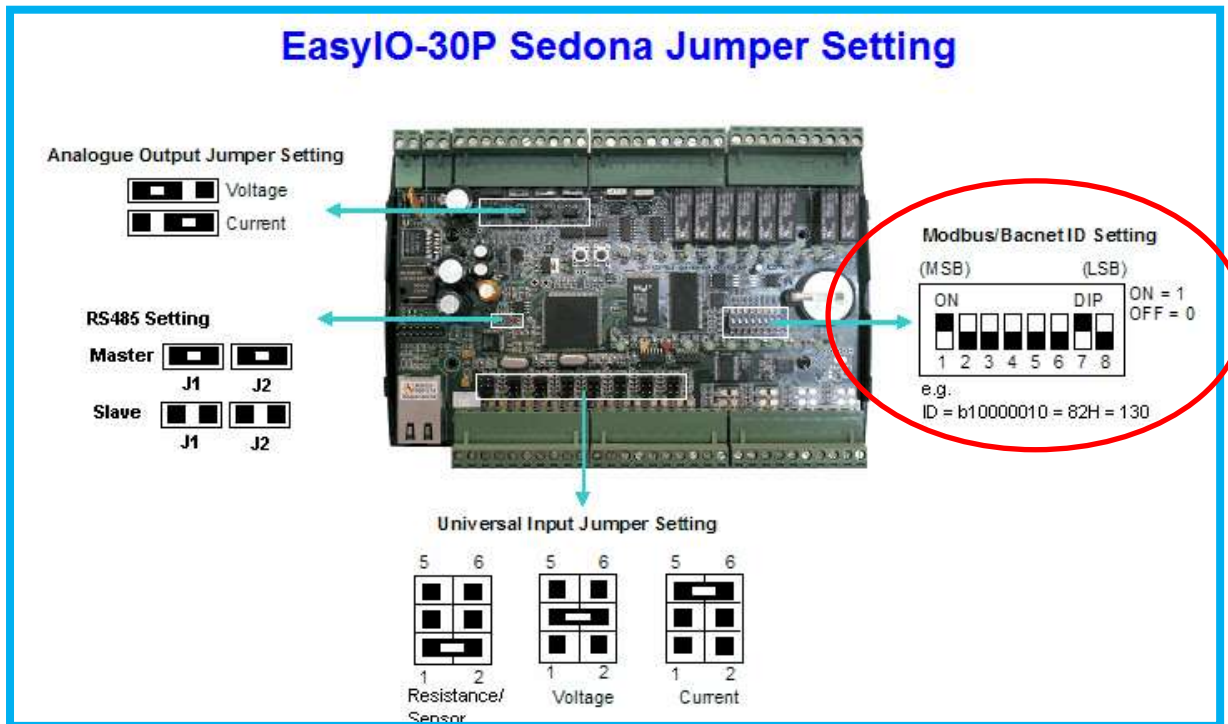 EasyIO-30P Sedona Jumper Setting
Analogue Output Jumper Setting
Voltage
Current
RS485 Setting
Master
J1 J2
Slave
J1 J2
Modbus/Bacnet ID Setting
(MSB) (LSB)
ON DIP
ON = 1
OFF = 0
1 2 3 4 5 6 7 8
e.g.
ID = b10000010 = 82H = 130
Universal Input Jumper Setting
5 6
1 2
Resistance/
Sensor
5 6
1 2
Voltage
5 6
1 2
Current